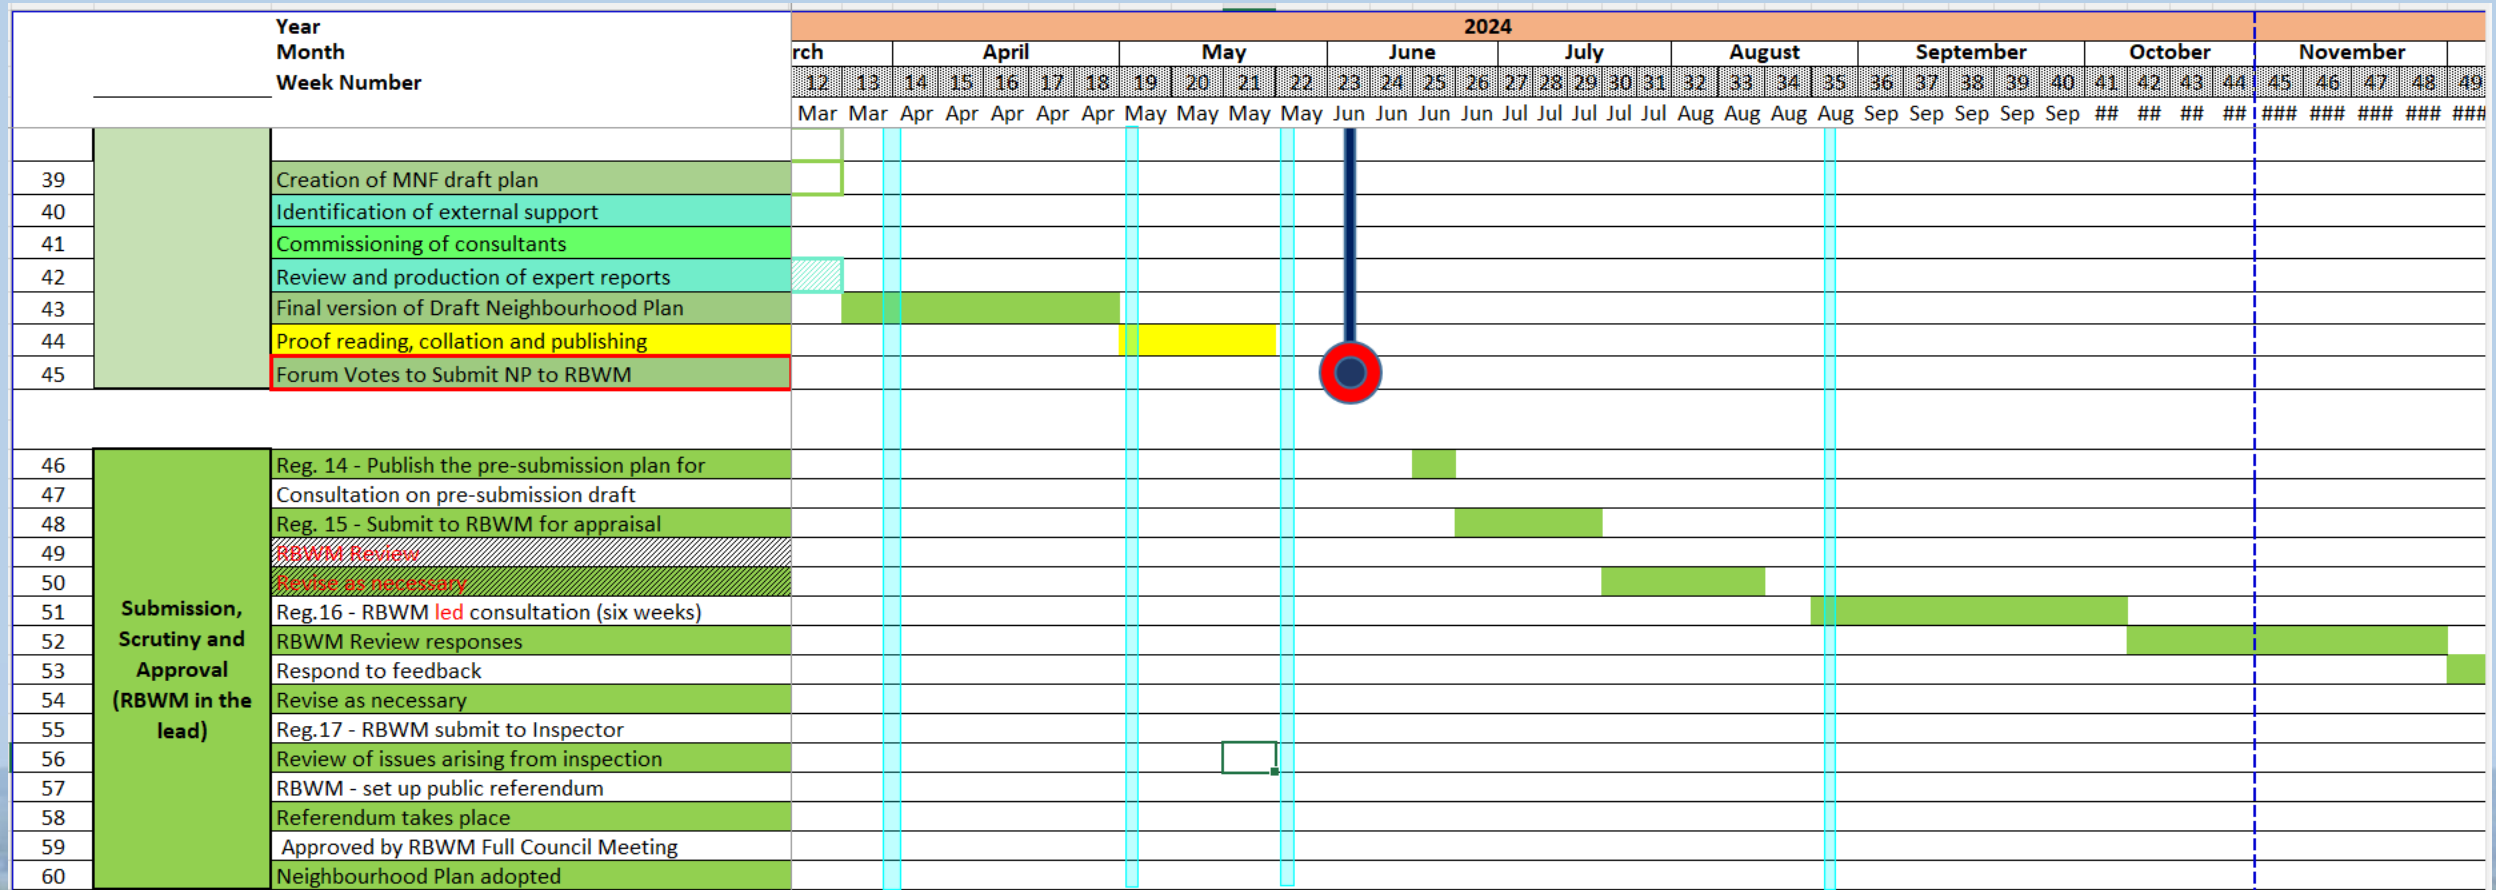 Year 2024
Month rch April May June July August September October November
Week Number 12 13 14 15 16 17 18 19 20 21 22 23 24 25 26 27 28 29 30 31 32 33 34 35 36 37 38 39 40 41 42 43 44 45 46 47 48 49
Mar Mar Apr Apr Apr Apr Apr May May May May Jun Jun Jun Jun Jul Jul Jul Jul Jul Aug Aug Aug Aug Sep Sep Sep Sep Sep ## ## ## ## ### ### ### ### ###
39 Creation of MNF draft plan
40 Identification of external support
41 Commissioning of consultants
42 Review and production of expert reports
43 Final version of Draft Neighbourhood Plan
44 Proof reading, collation and publishing
45 Forum Votes to Submit NP to RBWM
Submission,
Scrutiny and
Approval
(RBWM in the
lead)
46 Reg. 14 - Publish the pre-submission plan for
47 Consultation on pre-submission draft
48 Reg. 15 - Submit to RBWM for appraisal
49 RBWM Review
50 Revise as necessary
51 Reg.16 - RBWM led consultation (six weeks)
52 RBWM Review responses
53 Respond to feedback
54 Revise as necessary
55 Reg.17 - RBWM submit to Inspector
56 Review of issues arising from inspection
57 RBWM - set up public referendum
58 Referendum takes place
59 Approved by RBWM Full Council Meeting
60 Neighbourhood Plan adopted